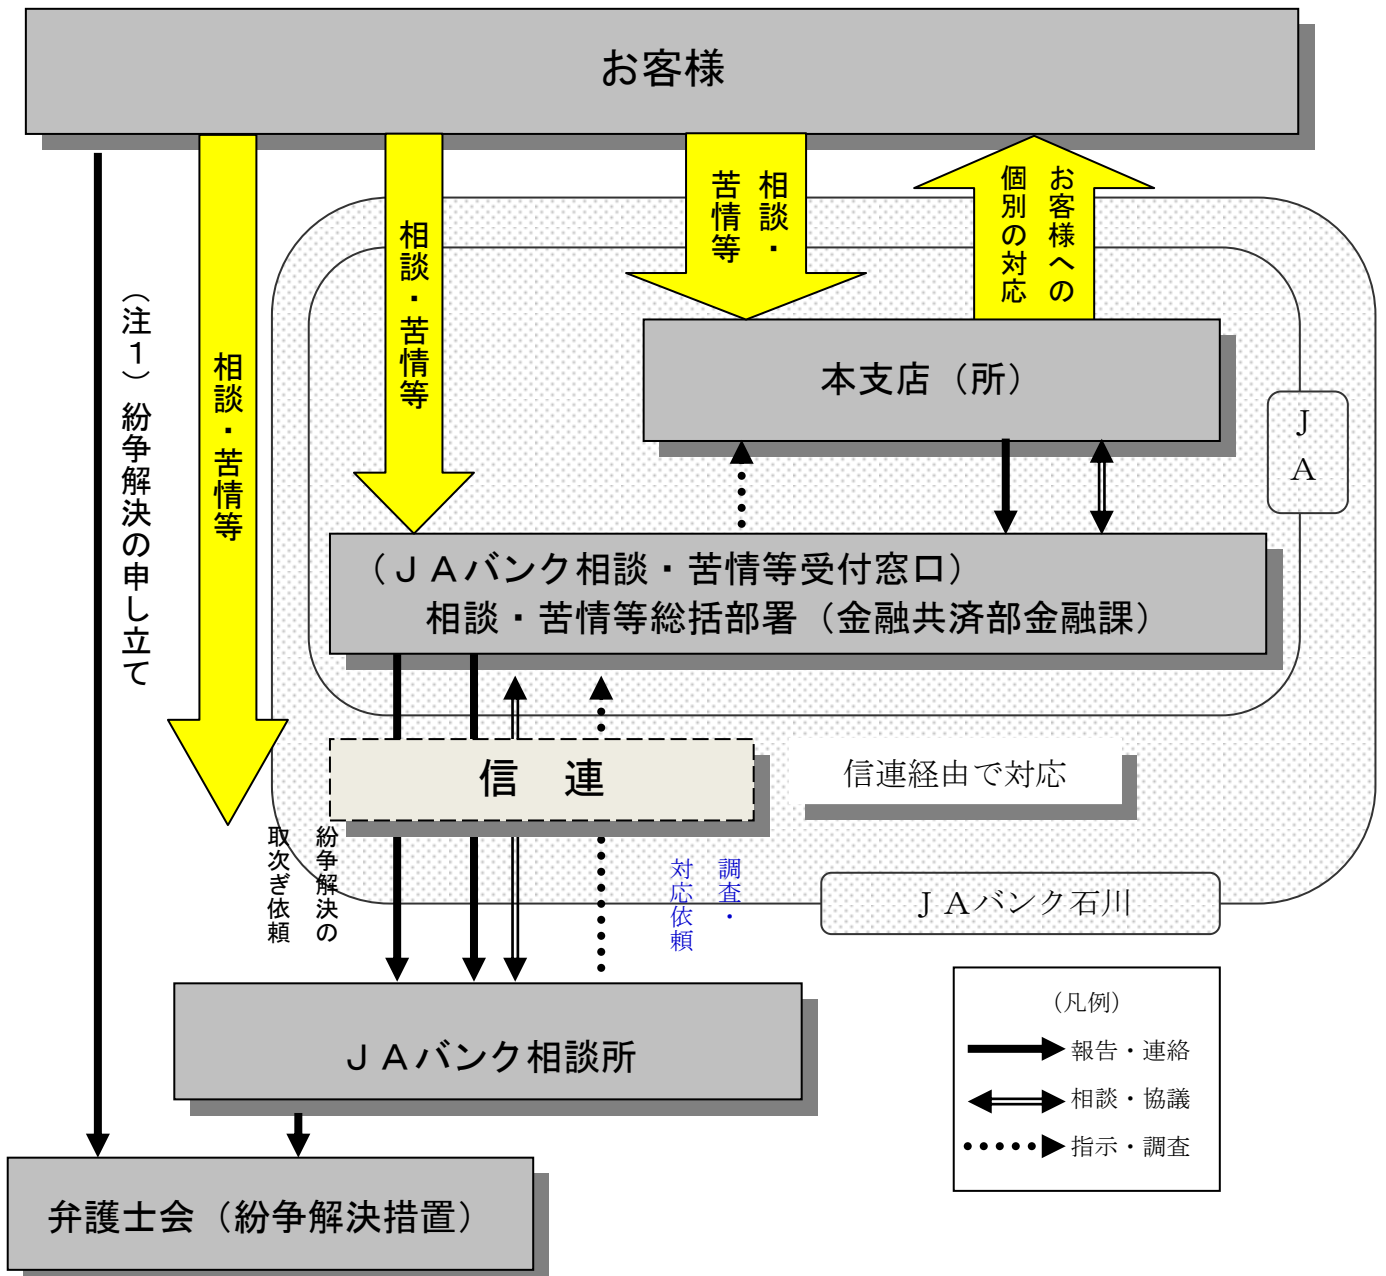 お客様
相談・
苦情等
お客様への
個別の対応
相談・苦情等
相談・苦情等
（注１）紛争解決の申し立て
本支店（所）
ＪＡ
（ＪＡバンク相談・苦情等受付窓口）
相談・苦情等総括部署（金融共済部金融課）
信　連
信連経由で対応
紛争解決の
取次ぎ依頼
調査・
対応依頼
ＪＡバンク石川
ＪＡバンク相談所
（凡例）
報告・連絡
相談・協議
指示・調査
弁護士会（紛争解決措置）